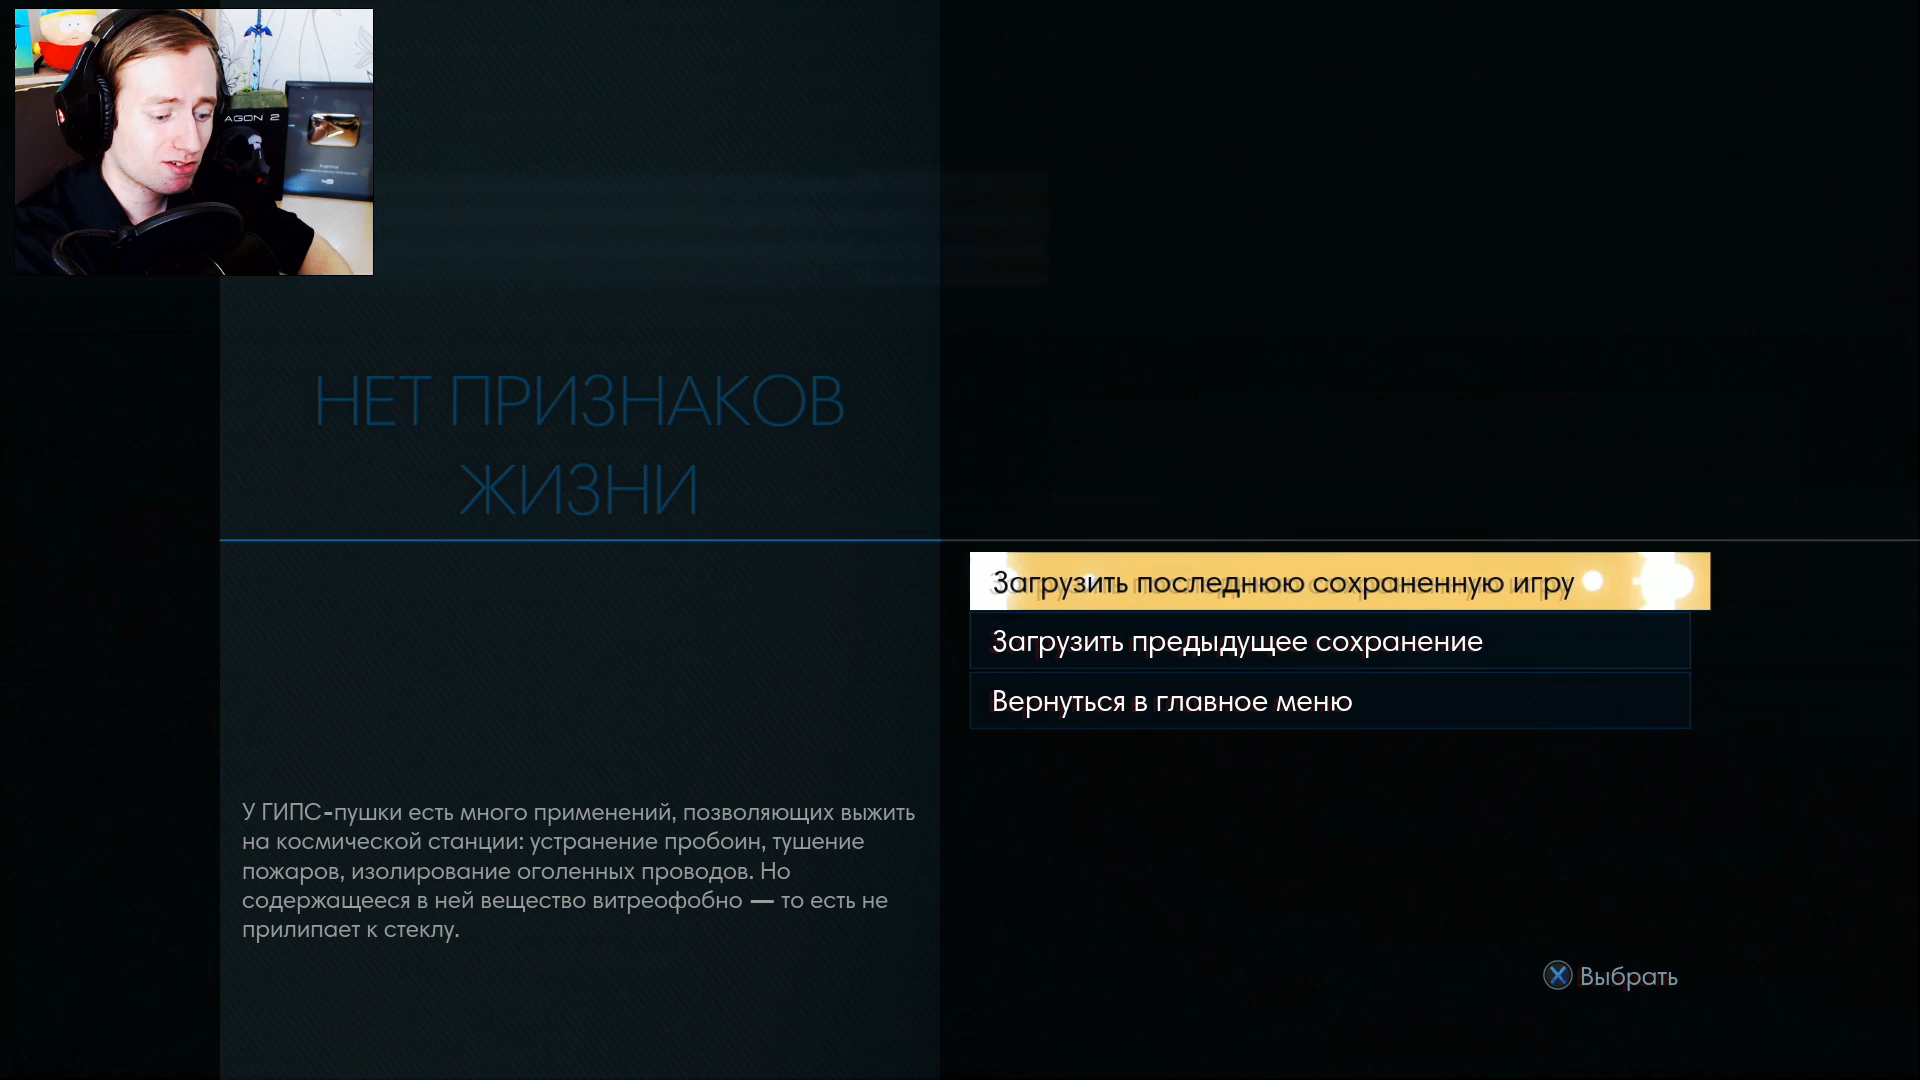 AGON 2
НЕТ ПРИЗНАКОВ
ЖИЗНИ
Загрузить последнюю сохраненную игру
Загрузить предыдущее сохранение
Вернуться в главное меню
У ГИПС-пушки есть много применений, позволяющих выжить
на космической станции: устранение пробоин, тушение
пожаров, изолирование оголенных проводов. Но
содержащееся в ней вещество витреофобно — то есть не
прилипает к стеклу.
Выбрать